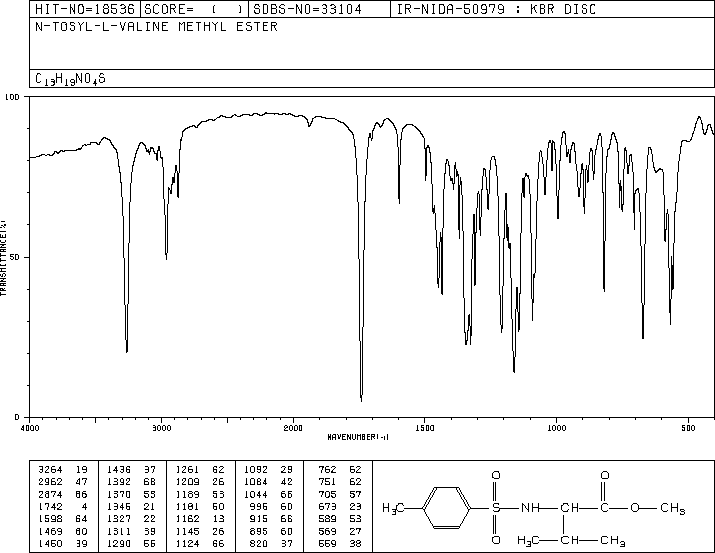 HIT-NO=18536 SCORE= ( ) SDBS-NO=33104 IR-NIDA-50979 : KBR DISC
N-TOSYL-L-VALINE METHYL ESTER
C13H19NO4S
100
50
0
TRANSMITTANCE(%)
4000 3000 2000 1500 1000 500
WAVENUMBER(-1)
3264 19 1436 37 1261 62 1092 29 762 62
2962 47 1392 68 1209 26 1084 42 751 62
2874 66 1370 55 1189 53 1044 66 705 57
1742 4 1346 21 1181 50 996 60 673 23
1598 64 1327 22 1162 13 915 66 589 53
1469 60 1311 39 1145 26 895 60 569 27
1450 39 1290 55 1124 66 820 37 559 38
O O
CH3 S NH CH C O CH3
O H3C CH CH3